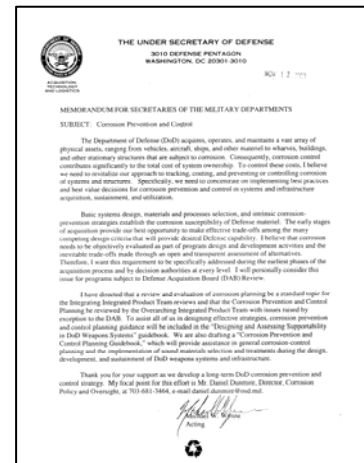 THE UNDER SECRETARY OF DEFENSE
3010 DEFENSE PENTAGON
WASHINGTON, DC 20301-3010
NOV 12
ACQUISITION,
TECHNOLOGY
AND LOGISTICS
MEMORANDUM FOR SECRETARIES OF THE MILITARY DEPARTMENTS
SUBJECT: Corrosion Prevention and Control
The Department of Defense (DoD) acquires, operates, and maintains a vast array of
physical assets, ranging from vehicles, aircraft, ships, and other materiel to wharves, buildings,
and other stationary structures that are subject to corrosion. Consequently, corrosion control
contributes significantly to the total cost of system ownership. To control these costs, I believe
we need to revitalize our approach to tracking, costing, and preventing or controlling corrosion
of systems and structures. Specifically, we need to concentrate on implementing best practices
and best value decisions for corrosion prevention and control in systems and infrastructure
acquisition, sustainment, and utilization.
Basic systems design, materials and processes selection, and intrinsic corrosion-
prevention strategies establish the corrosion susceptibility of Defense materiel. The early stages
of acquisition provide our best opportunity to make effective trade-offs among the many
competing design criteria that will provide desired Defense capability. I believe that corrosion
needs to be objectively evaluated as part of program design and development activities and the
inevitable trade-offs made through an open and transparent assessment of alternatives.
Therefore, I want this requirement to be specifically addressed during the earliest phases of the
acquisition process and by decision authorities at every level. I will personally consider this
issue for programs subject to Defense Acquisition Board (DAB) Review.
I have directed that a review and evaluation of corrosion planning be a standard topic for
the Integrating Integrated Product Team reviews and that the Corrosion Prevention and Control
Planning be reviewed by the Overarching Integrated Product Team with issues raised by
exception to the DAB. To assist all of us in designing effective strategies, corrosion prevention
and control planning guidance will be included in the "Designing and Assessing Supportability
in DoD Weapons Systems" guidebook. We are also drafting a "Corrosion Prevention and
Control Planning Guidebook," which will provide assistance in general corrosion-control
planning and the implementation of sound materials selection and treatments during the design,
development, and sustainment of DoD weapons systems and infrastructure.
Thank you for your support as we develop a long-term DoD corrosion prevention and
control strategy. My focal point for this effort is Mr. Daniel Dunmire, Director, Corrosion
Policy and Oversight, at 703-681-3464, e-mail daniel.dunmire@osd.mil.
Michael W. Wynne
Acting